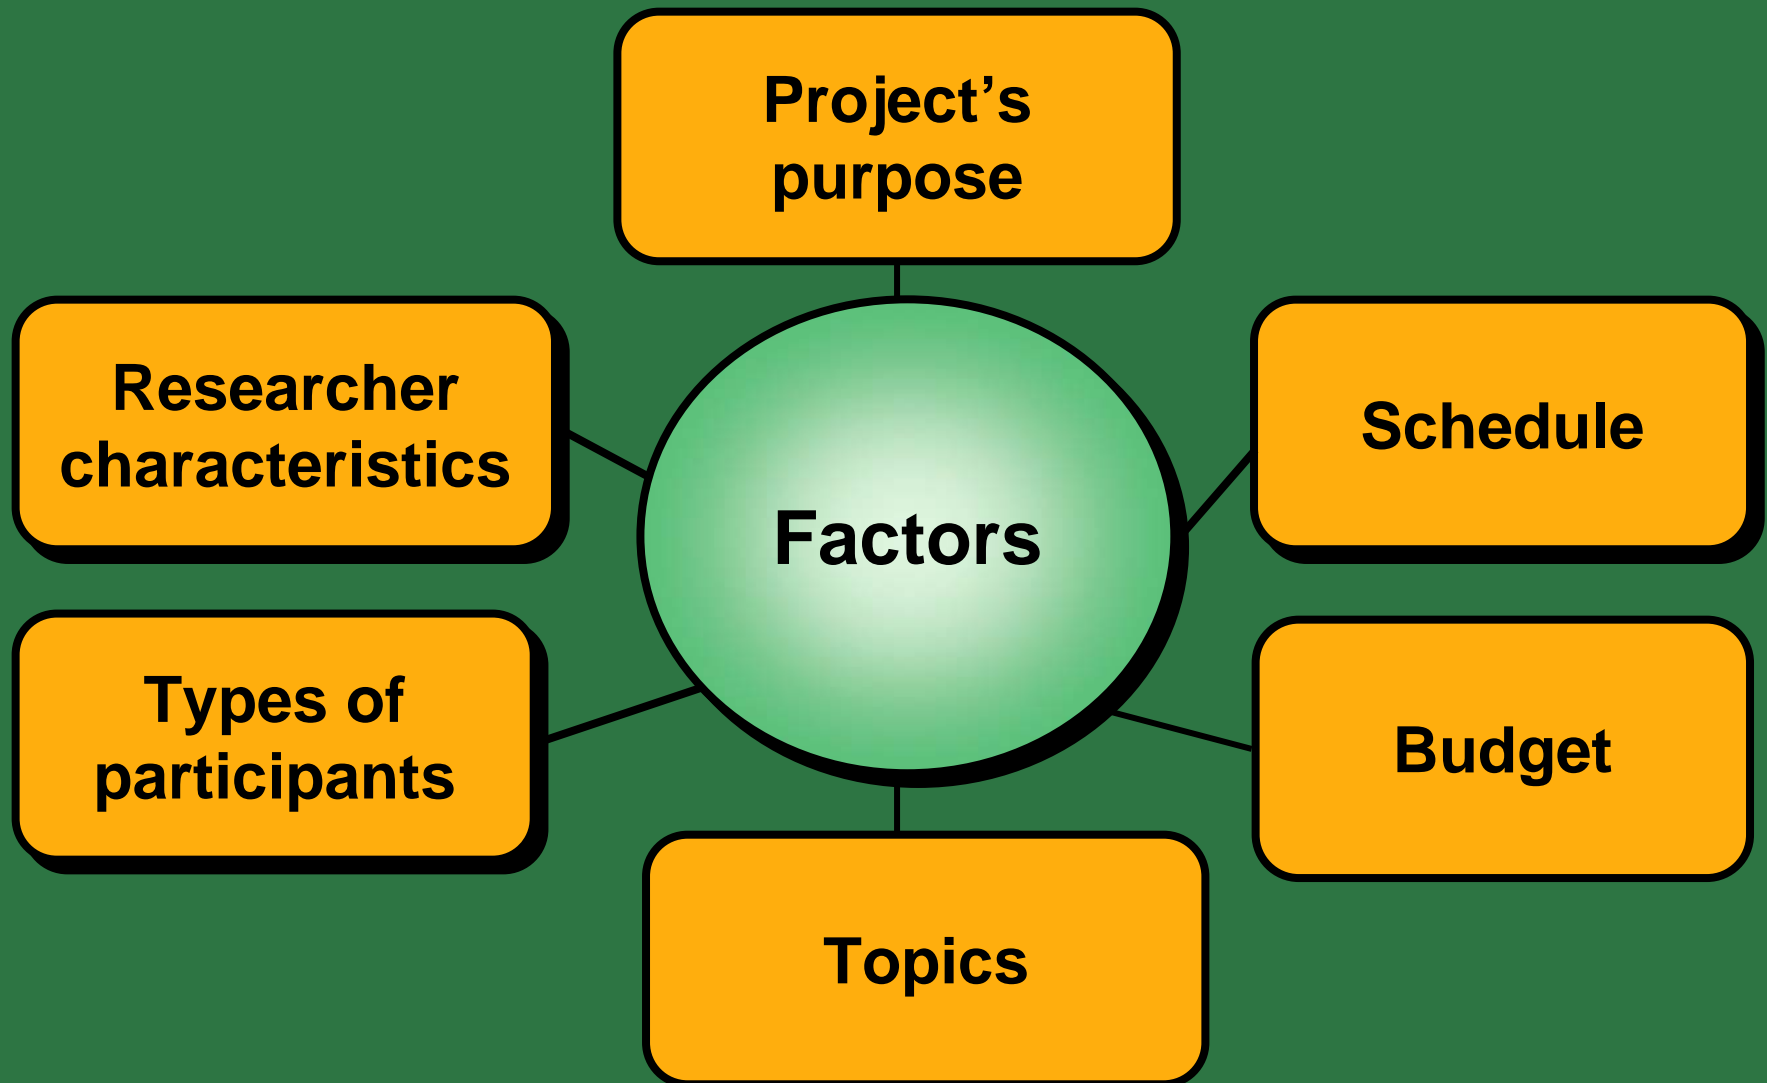 Project’s
purpose
Researcher
characteristics
Schedule
Factors
Types of
participants
Budget
Topics